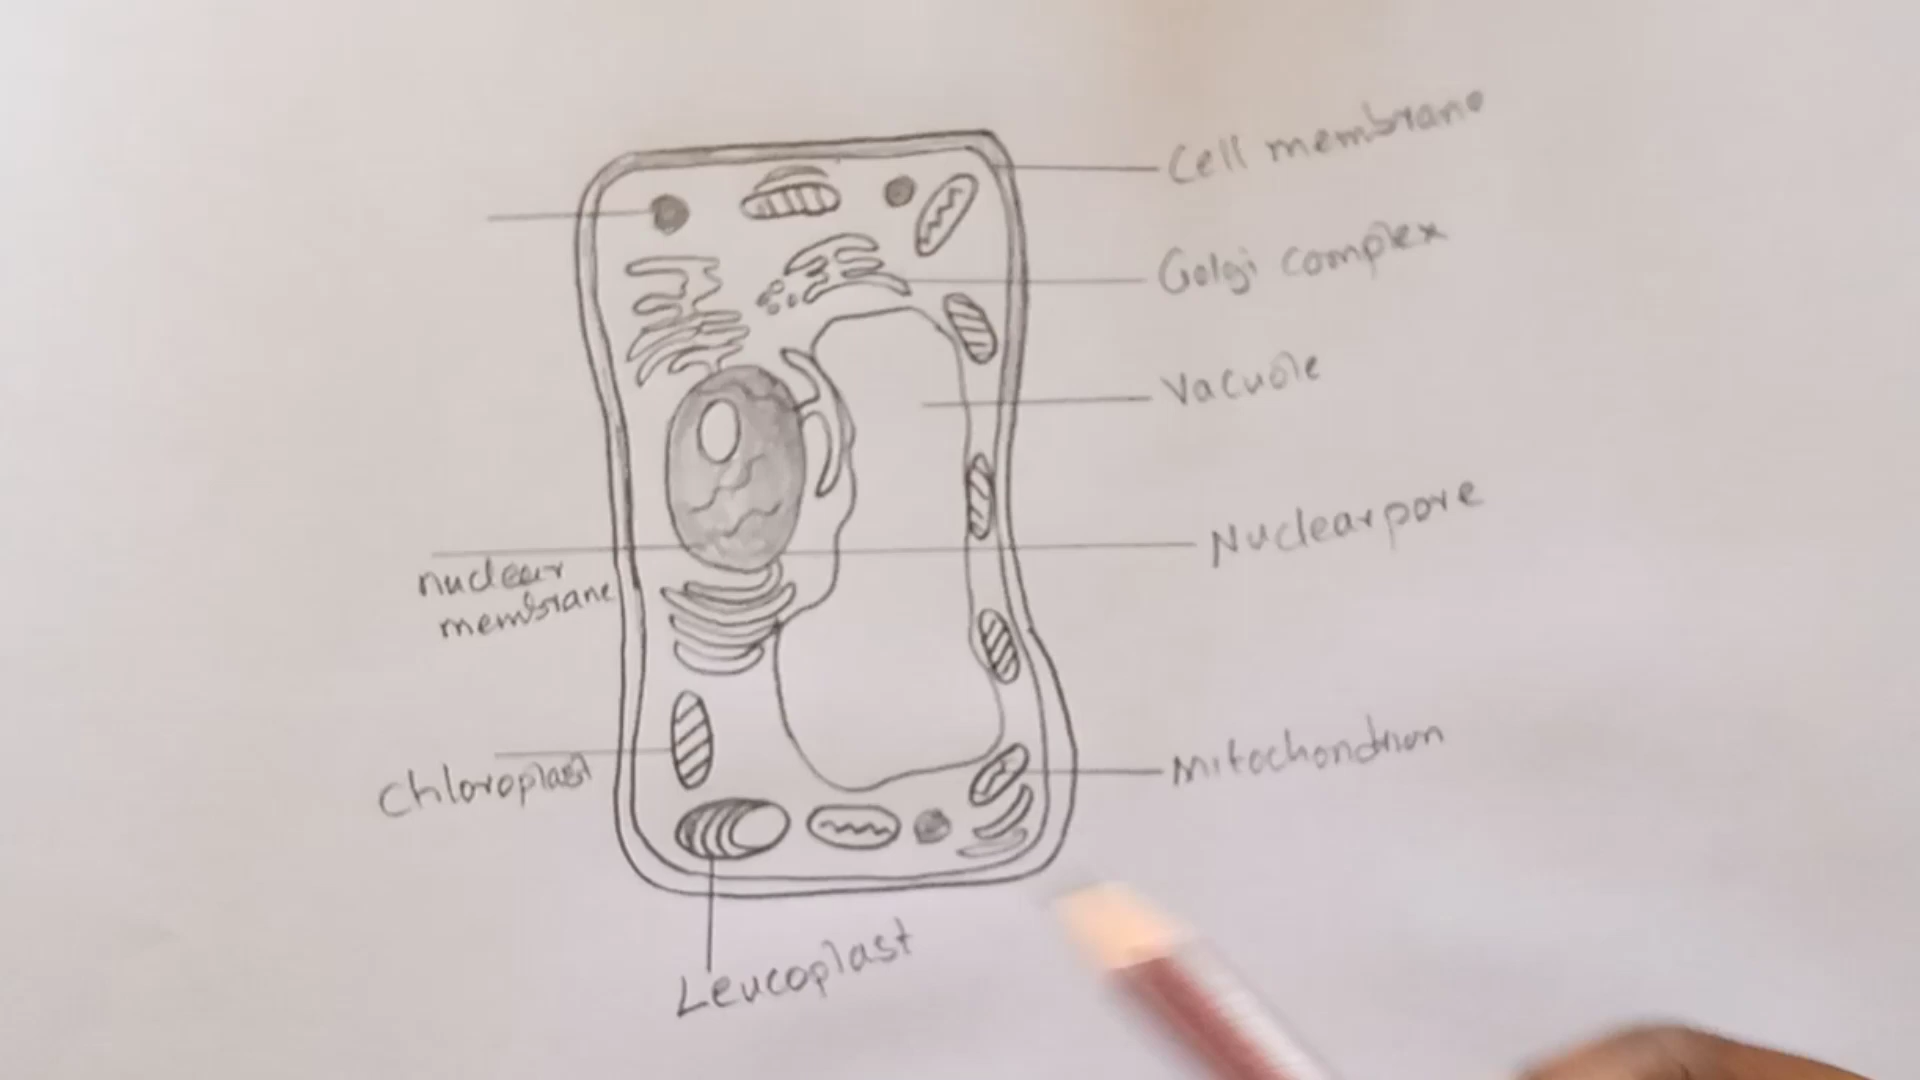 Cell membrane
Golgi complex
Vacuole
Nuclearpore
nuclear
membrane
Mitochondrion
Chloroplast
Leucoplast